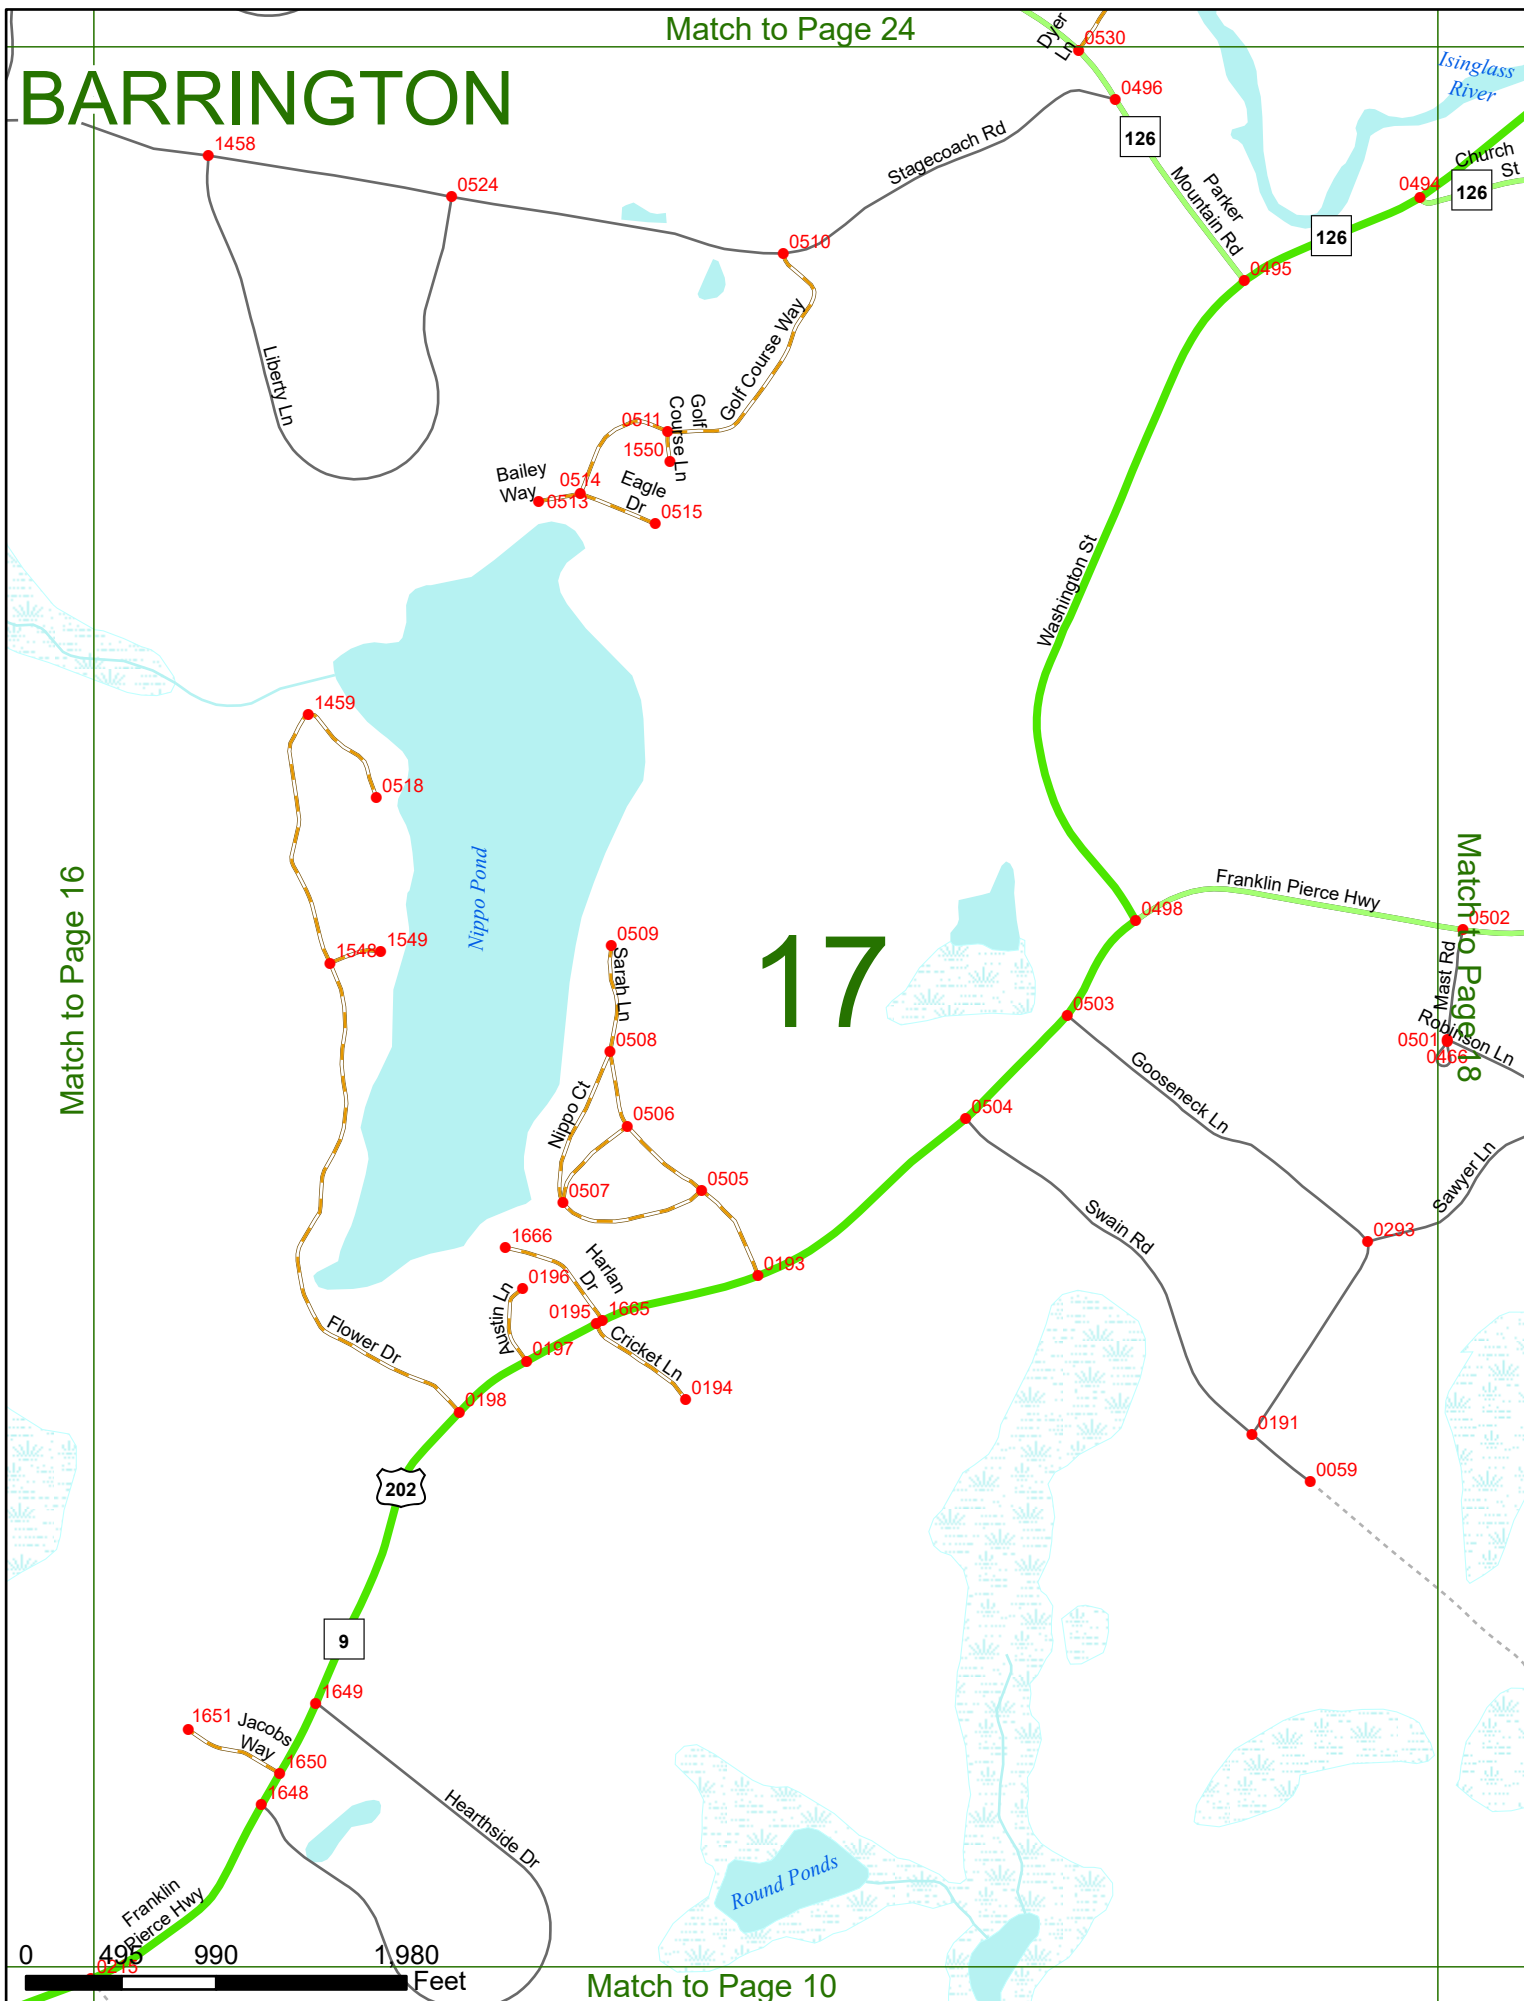 Match to Page 24
BARRINGTON
Dyer
Ln
0530
0496
Isinglass
River
126
1458
0524
Stagecoach Rd
Parker
Mountain Rd
Church
St
0494
126
126
0510
0495
Liberty Ln
Golf Course Way
Golf
Course Ln
0511
1550
Bailey
Way
0514
0513
Eagle
Dr
0515
Washington St
1459
0518
Nippo Pond
Match to Page 16
17
Franklin Pierce Hwy
0498
0502
Match to Page 18
Mast Rd
1548
1549
0509
Sarah Ln
0503
Robinson Ln
0501
0466
0508
Gooseneck Ln
0504
Nippo Ct
0506
0505
0507
Swain Rd
Sawyer Ln
0293
1666
Harlan
Dr
0193
0196
Austin Ln
0195
1665
Cricket Ln
0197
0194
Flower Dr
0198
0191
0059
202
9
1649
1651
Jacobs
Way
1650
1648
Hearthside Dr
Round Ponds
Franklin
Pierce Hwy
0215
0
495
990
1,980
Feet
Match to Page 10